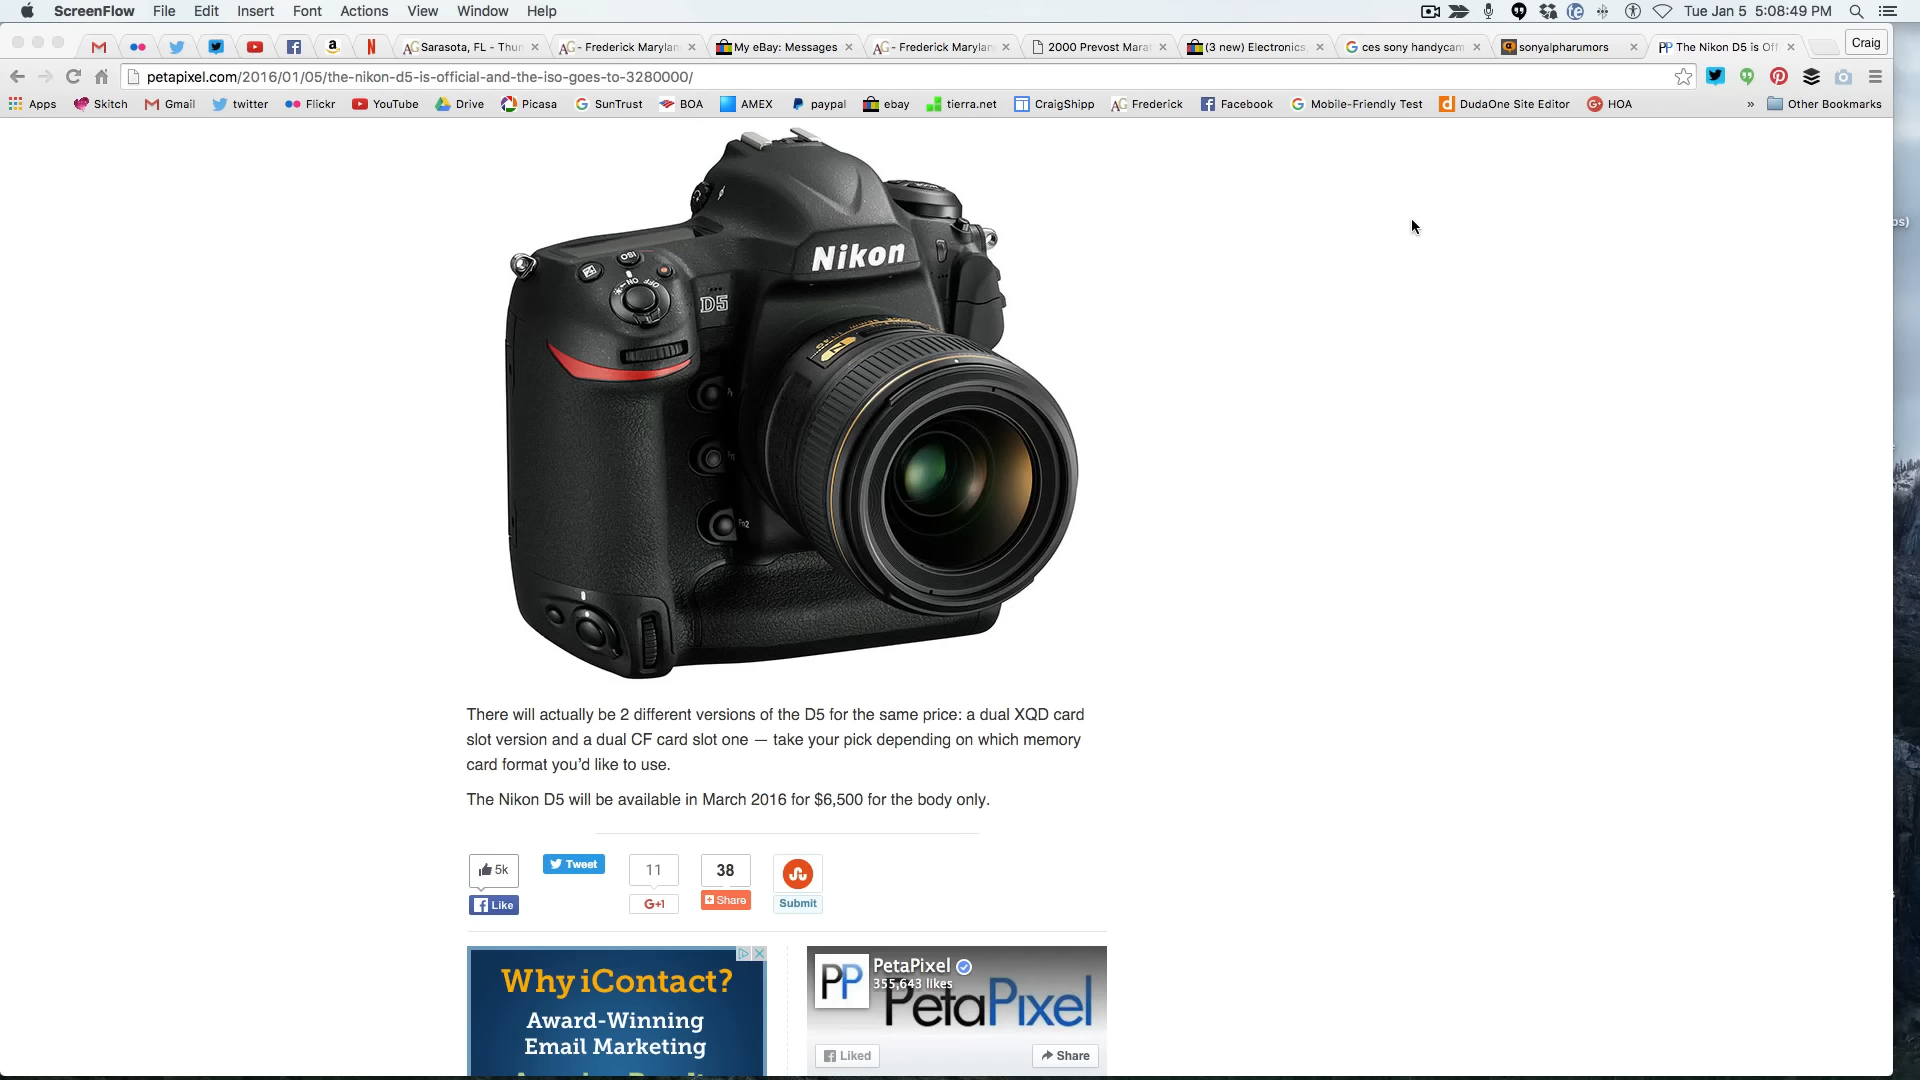 ScreenFlow File Edit Insert Font Actions View Window Help
Tue Jan 5 5:08:49 PM
Sarasota, FL - Thun
- Frederick Marylan
My eBay: Messages
- Frederick Marylan
2000 Prevost Mara
(3 new) Electronics,
ces sony handycam
sonyalpharumors
The Nikon D5 is Off
Craig
petapixel.com/2016/01/05/the-nikon-d5-is-official-and-the-iso-goes-to-3280000/
Apps Skitch Gmail twitter Flickr YouTube Drive Picasa SunTrust BOA AMEX paypal ebay tierra.net CraigShipp Frederick Facebook Mobile-Friendly Test DudaOne Site Editor HOA » Other Bookmarks
Nikon
D5
ISO
ON OFF
Fn2
There will actually be 2 different versions of the D5 for the same price: a dual XQD card
slot version and a dual CF card slot one — take your pick depending on which memory
card format you’d like to use.
The Nikon D5 will be available in March 2016 for $6,500 for the body only.
5k
Tweet
11
38
Like
G+1
Share
Submit
Why iContact?
Award-Winning
Email Marketing
PP
PetaPixel
355,643 likes
PetaPixel
Liked
Share